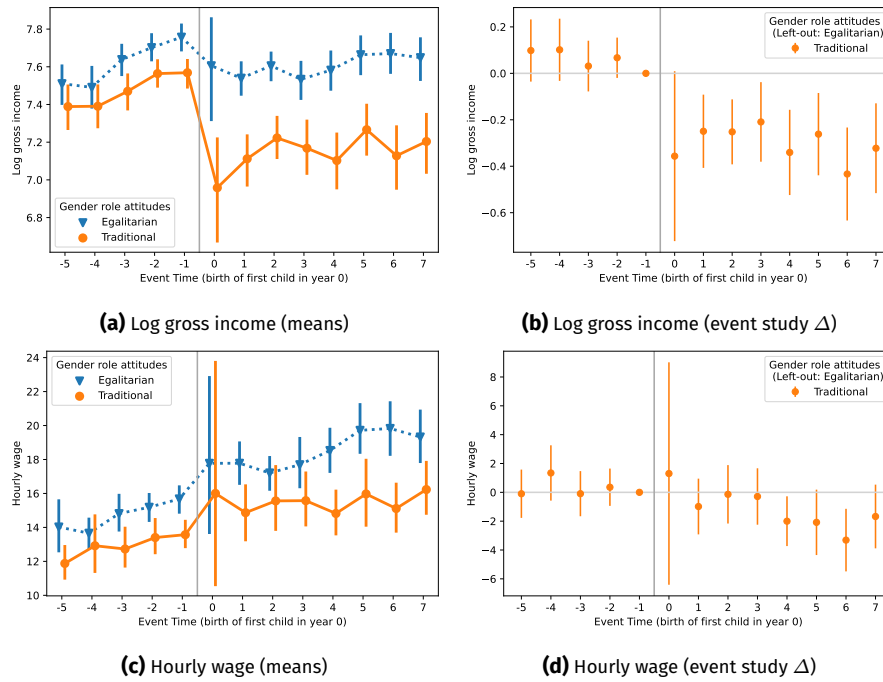 7.8
7.6
7.4
7.2
7.0
6.8
Log gross income
Gender role attitudes
Egalitarian
Traditional
-5 -4 -3 -2 -1 0 1 2 3 4 5 6 7
Event Time (birth of first child in year 0)
(a) Log gross income (means)
0.2
0.0
−0.2
−0.4
−0.6
Log gross income
Gender role attitudes
(Left-out: Egalitarian)
Traditional
-5 -4 -3 -2 -1 0 1 2 3 4 5 6 7
Event Time (birth of first child in year 0)
(b) Log gross income (event study Δ)
24
22
20
18
16
14
12
10
Hourly wage
Gender role attitudes
Egalitarian
Traditional
-5 -4 -3 -2 -1 0 1 2 3 4 5 6 7
Event Time (birth of first child in year 0)
(c) Hourly wage (means)
8
6
4
2
0
−2
−4
−6
Hourly wage
Gender role attitudes
(Left-out: Egalitarian)
Traditional
-5 -4 -3 -2 -1 0 1 2 3 4 5 6 7
Event Time (birth of first child in year 0)
(d) Hourly wage (event study Δ)